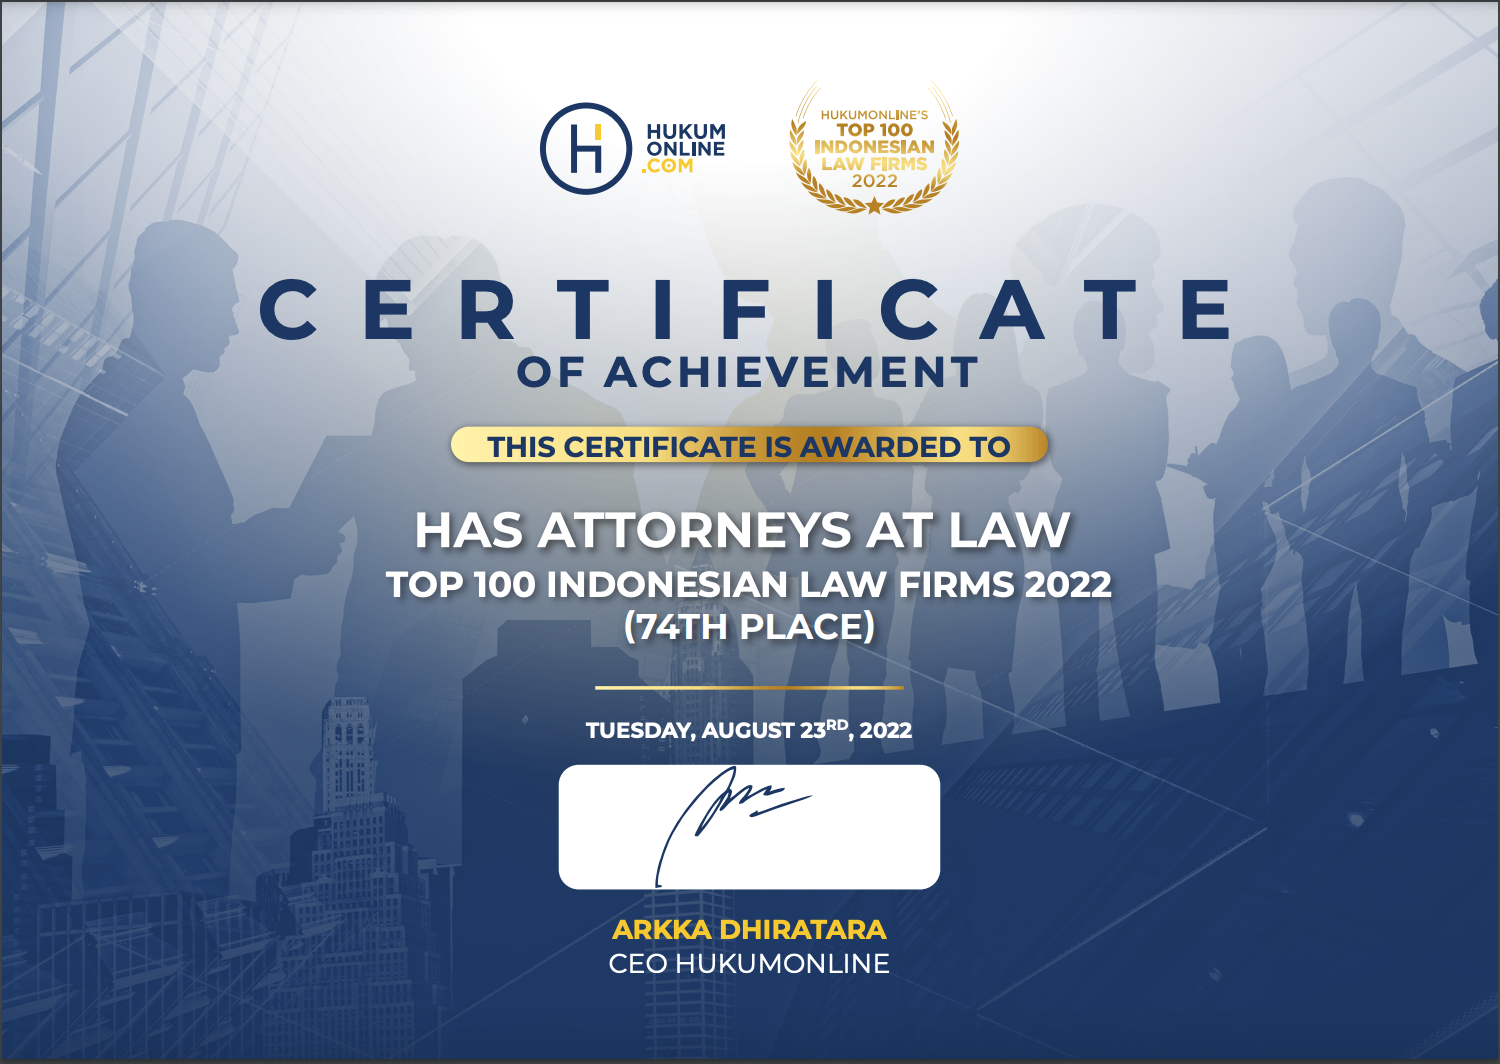 HUKUM
ONLINE
.COM
HUKUMONLINE'S
TOP 100
INDONESIAN
LAW FIRMS
2022
CERTIFICATE
OF ACHIEVEMENT
THIS CERTIFICATE IS AWARDED TO
HAS ATTORNEYS AT LAW
TOP 100 INDONESIAN LAW FIRMS 2022
(74TH PLACE)
TUESDAY, AUGUST 23RD, 2022
ARKKA DHIRATARA
CEO HUKUMONLINE